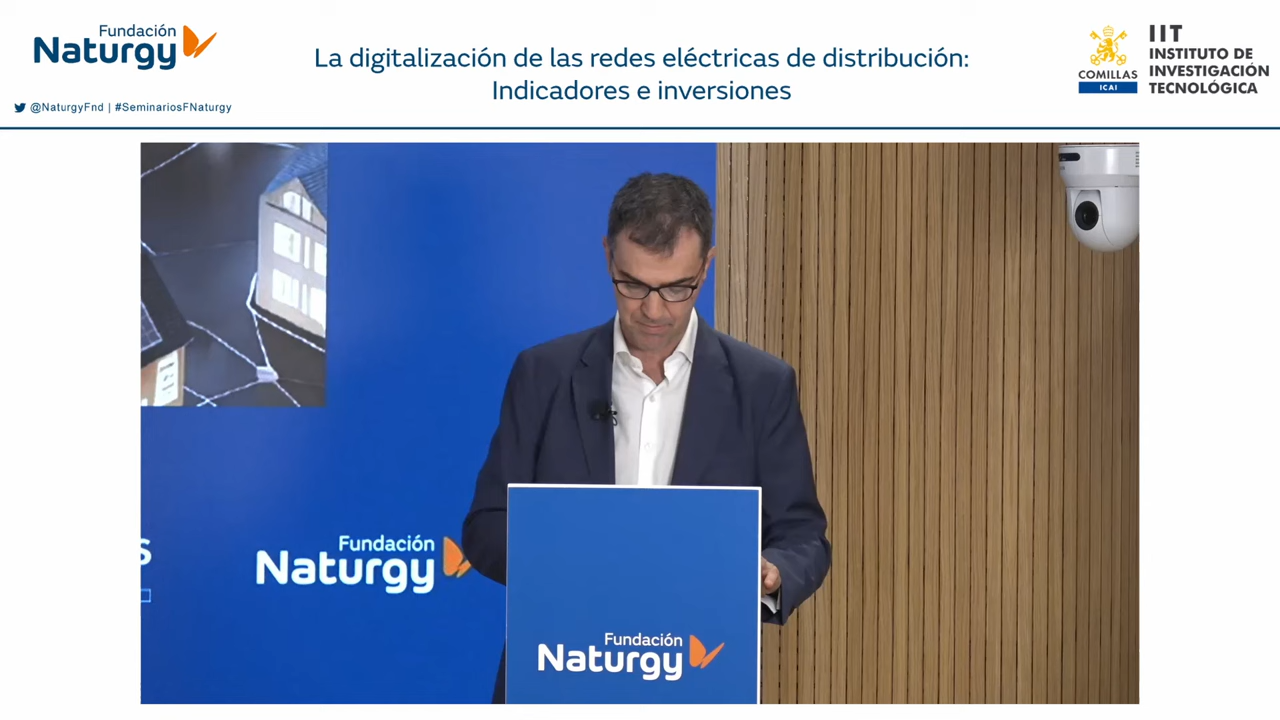 Fundación
Naturgy
@NaturgyFnd | #SeminariosFNaturgy
La digitalización de las redes eléctricas de distribución:
Indicadores e inversiones
COMILLAS
ICAI
IIT
INSTITUTO DE
INVESTIGACIÓN
TECNOLÓGICA
S
Fundación
Naturgy
Fundación
Naturgy